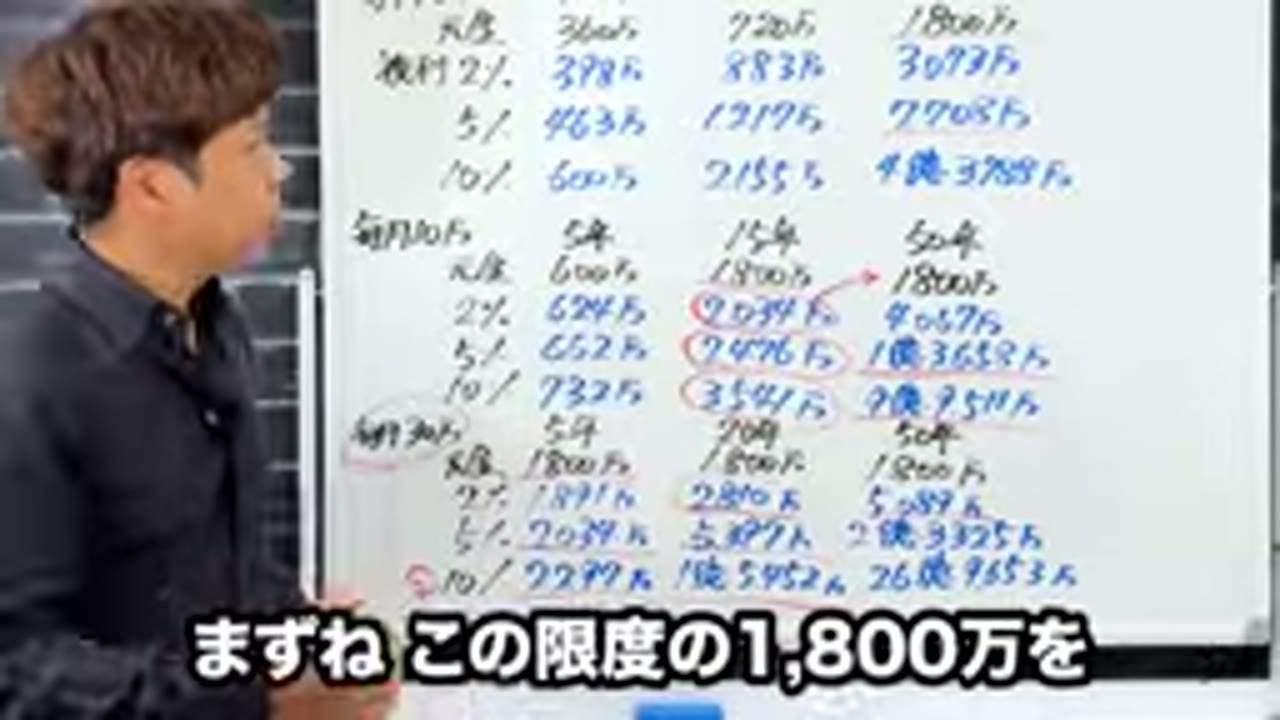 元金 360万 720万 1800万
複利 2% 398万 883万 3073万
5% 463万 1217万 7703万
10% 600万 2155万 4億3788万
毎月10万 5年 15年 50年
元金 600万 1800万 1800万
2% 624万 2034万 4057万
5% 652万 2476万 1億3658万
10% 732万 3541万 9億9511万
毎月30万 5年 20年 50年
元金 1800万 1800万 1800万
2% 1891万 2810万 5089万
5% 2034万 5387万 2億3325万
10% 2297万 1億5452万 26億9653万
まずね この限度の1,800万を